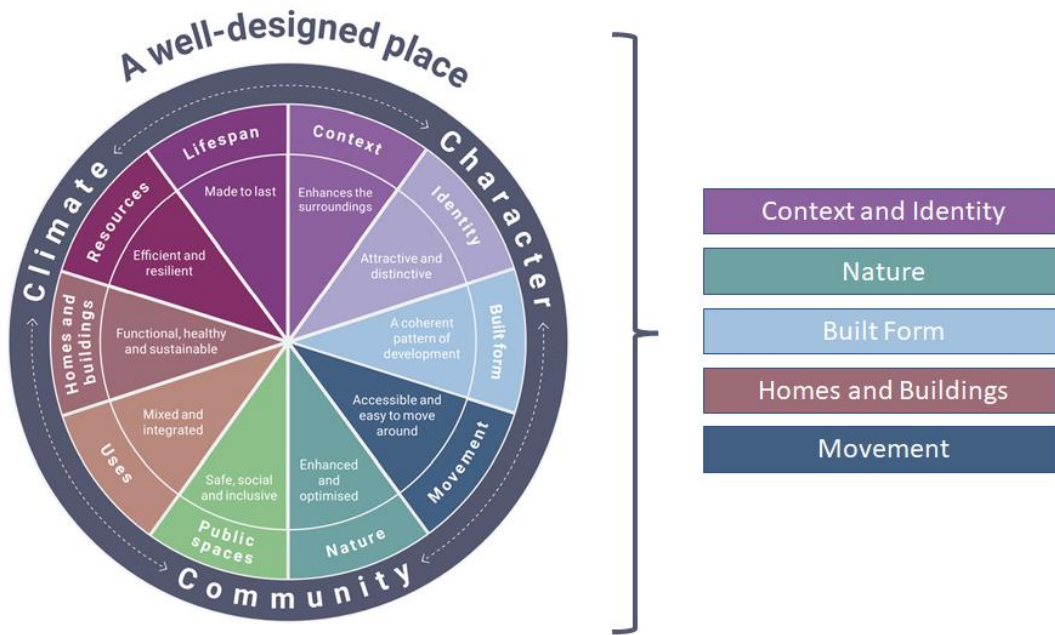 A well-designed place
Climate
Character
Community
Context
Enhances the
surroundings
Identity
Attractive and
distinctive
Built form
A coherent
pattern of
development
Movement
Accessible and
easy to move
around
Nature
Enhanced
and
optimised
Public
spaces
Safe, social
and inclusive
Uses
Mixed and
integrated
Homes and
buildings
Functional, healthy
and sustainable
Resources
Efficient and
resilient
Lifespan
Made to last
Context and Identity
Nature
Built Form
Homes and Buildings
Movement